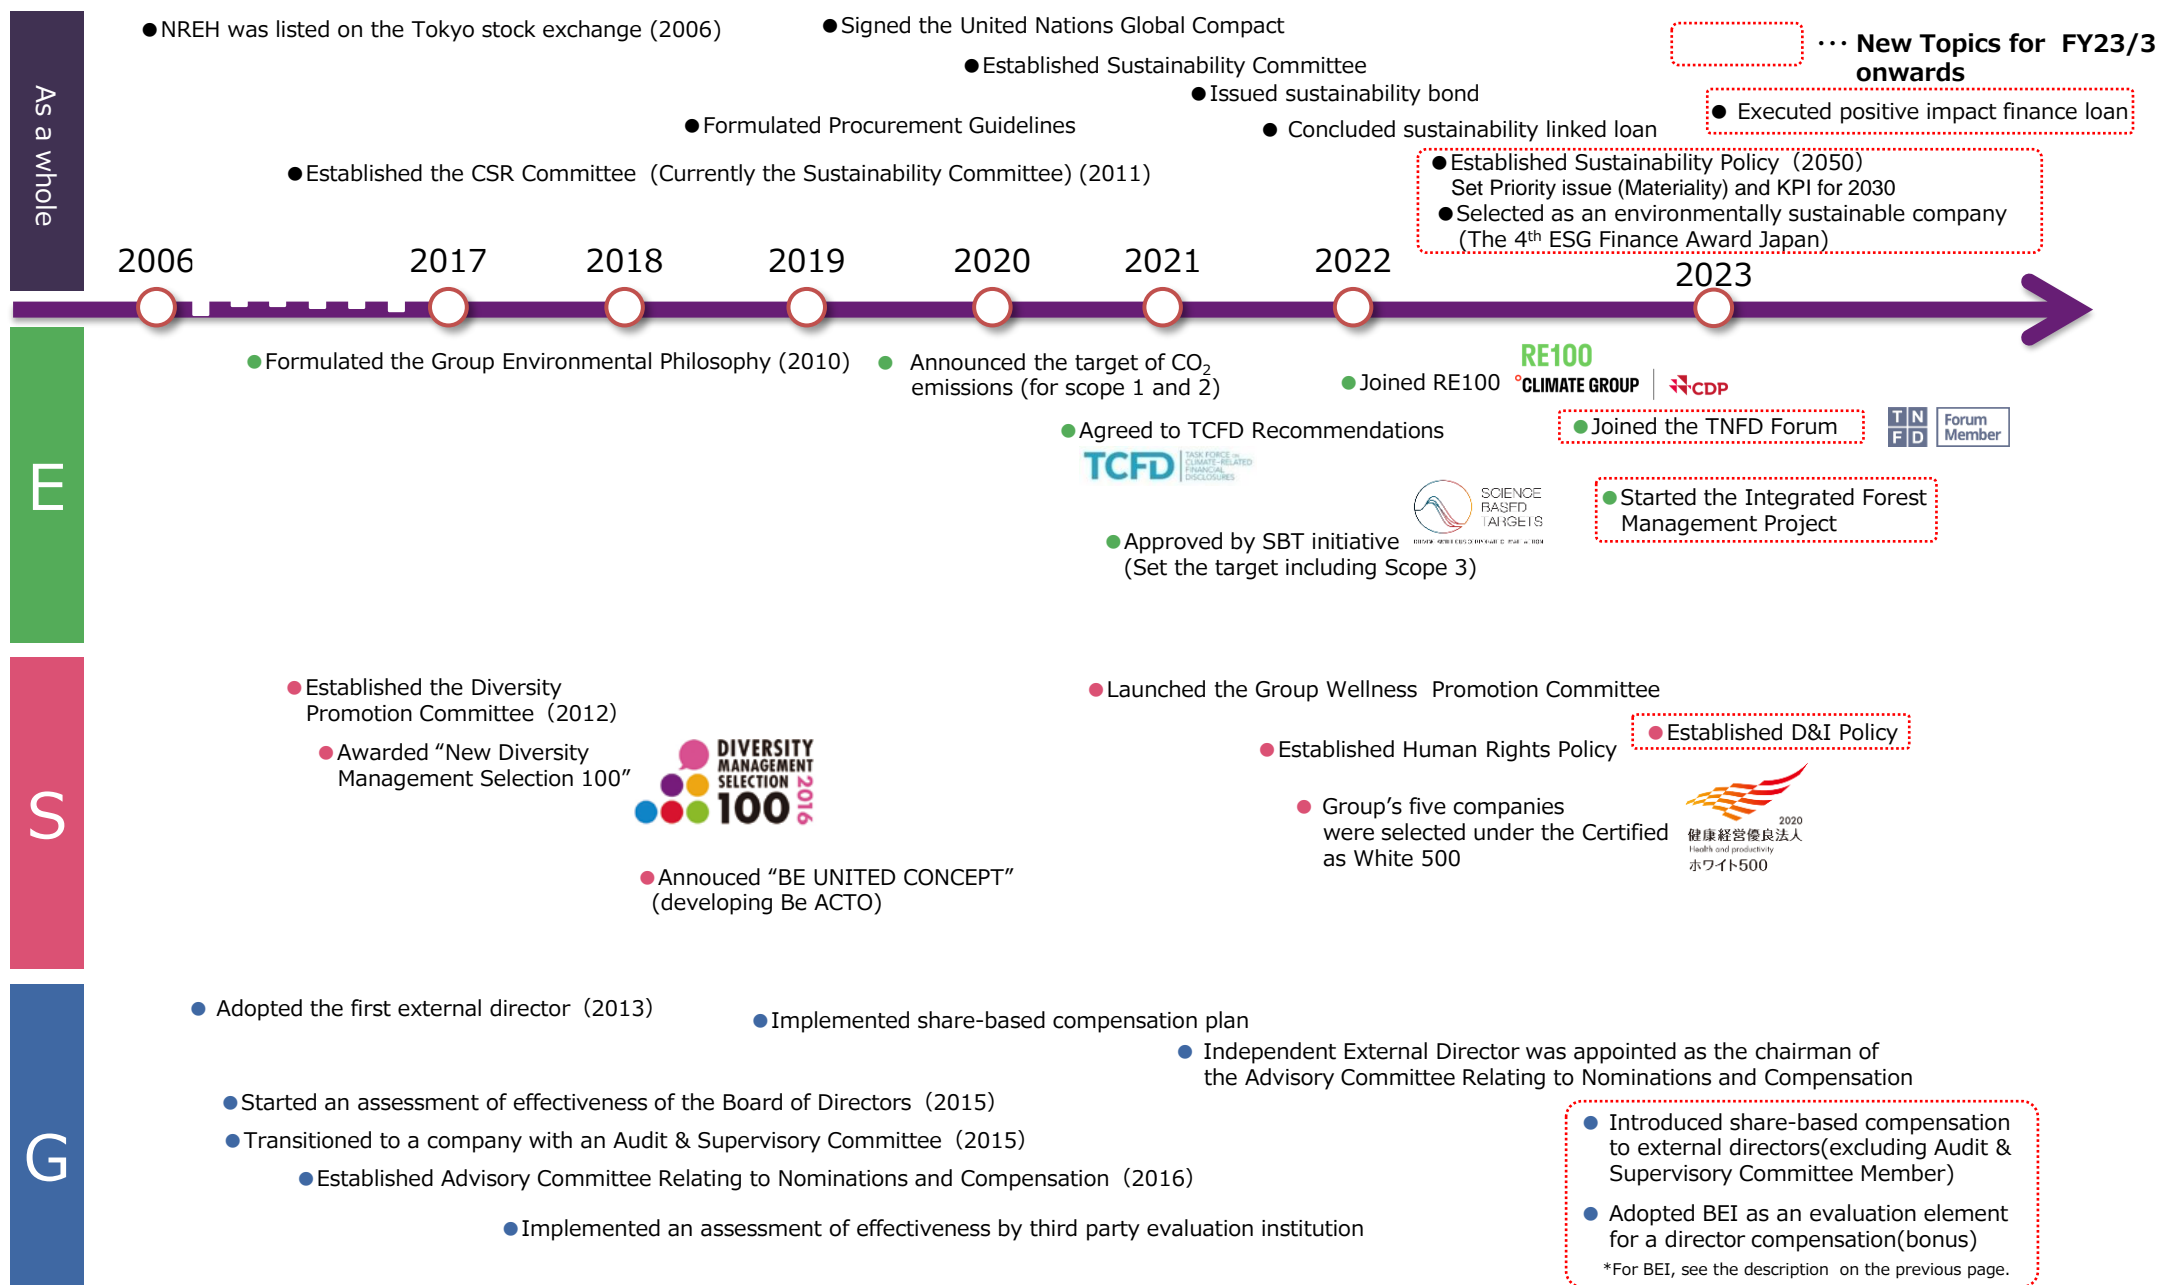 As a whole
●NREH was listed on the Tokyo stock exchange (2006)
●Signed the United Nations Global Compact
●Established Sustainability Committee
●Issued sustainability bond
●Formulated Procurement Guidelines
● Concluded sustainability linked loan
●Established the CSR Committee (Currently the Sustainability Committee) (2011)
··· New Topics for FY23/3
onwards
● Executed positive impact finance loan
●Established Sustainability Policy（2050）
Set Priority issue (Materiality) and KPI for 2030
●Selected as an environmentally sustainable company
(The 4th ESG Finance Award Japan)
2006
2017
2018
2019
2020
2021
2022
2023
E
●Formulated the Group Environmental Philosophy (2010)
● Announced the target of CO2
emissions (for scope 1 and 2)
●Joined RE100
RE100
°CLIMATE GROUP
CDP
●Agreed to TCFD Recommendations
TCFD
TASK FORCE ON
CLIMATE-RELATED
FINANCIAL
DISCLOSURES
●Joined the TNFD Forum
TN
FD
Forum
Member
SCIENCE
BASED
TARGETS
●Started the Integrated Forest
Management Project
●Approved by SBT initiative
(Set the target including Scope 3)
S
●Established the Diversity
Promotion Committee（2012）
●Awarded “New Diversity
Management Selection 100”
DIVERSITY
MANAGEMENT
SELECTION
100
2016
●Annouced “BE UNITED CONCEPT”
(developing Be ACTO)
●Launched the Group Wellness Promotion Committee
●Established D&I Policy
●Established Human Rights Policy
● Group’s five companies
were selected under the Certified
as White 500
2020
健康経営優良法人
Health and productivity
ホワイト500
G
● Adopted the first external director（2013）
●Implemented share-based compensation plan
● Independent External Director was appointed as the chairman of
the Advisory Committee Relating to Nominations and Compensation
●Started an assessment of effectiveness of the Board of Directors（2015）
●Transitioned to a company with an Audit & Supervisory Committee（2015）
●Established Advisory Committee Relating to Nominations and Compensation（2016）
●Implemented an assessment of effectiveness by third party evaluation institution
● Introduced share-based compensation
to external directors(excluding Audit &
Supervisory Committee Member)
● Adopted BEI as an evaluation element
for a director compensation(bonus)
*For BEI, see the description on the previous page.